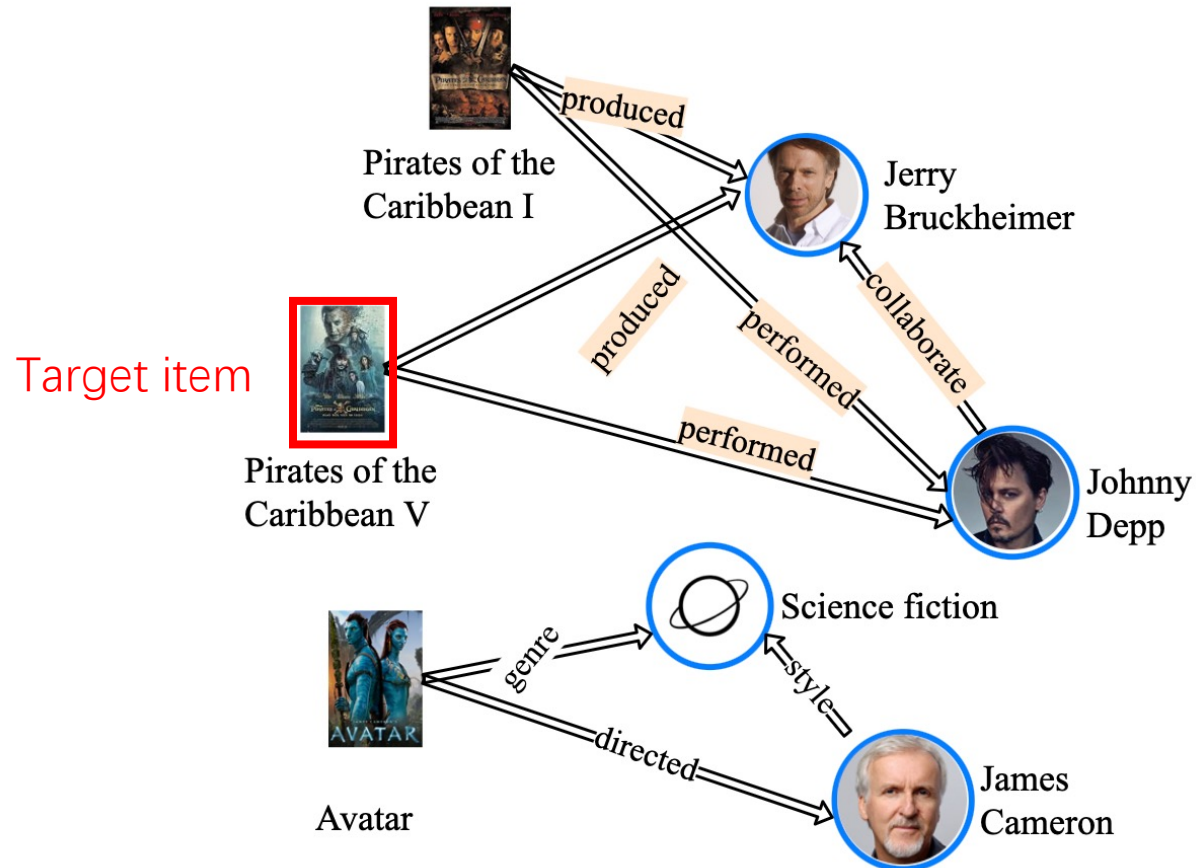 produced
Pirates of the
Caribbean I
Jerry
Bruckheimer
collaborate
produced
performed
Target item
performed
Pirates of the
Caribbean V
Johnny
Depp
Science fiction
genre
style
AVATAR
directed
James
Cameron
Avatar